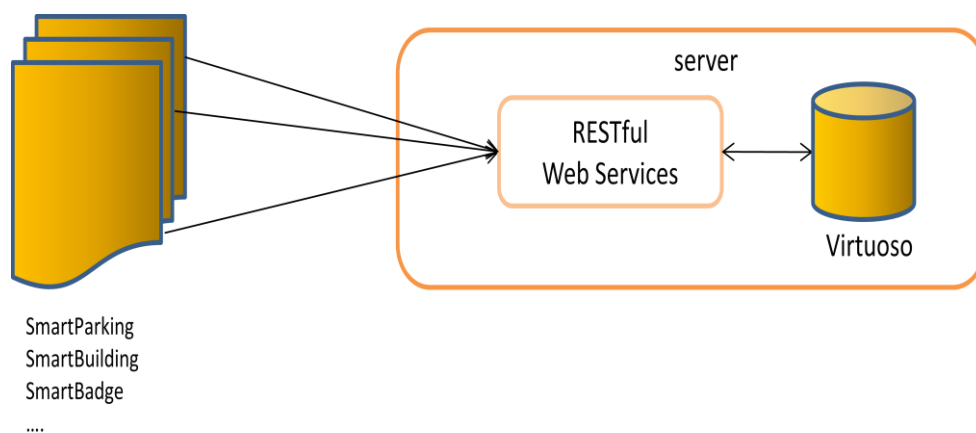 server
RESTful
Web Services
Virtuoso
SmartParking
SmartBuilding
SmartBadge
....